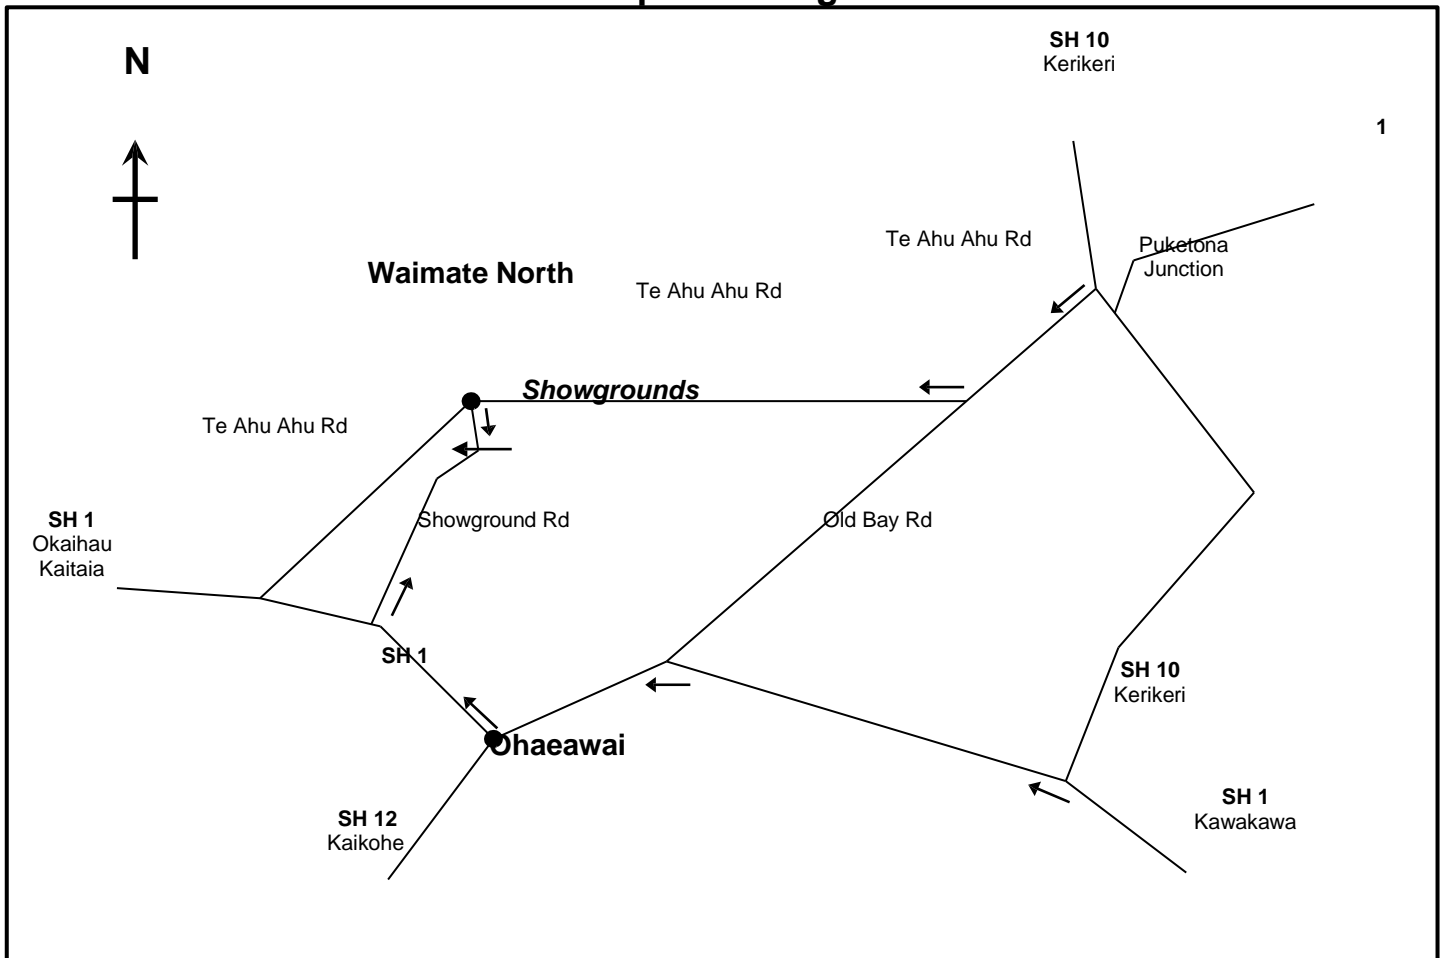 SH 10
Kerikeri
N
1
Te Ahu Ahu Rd
Puketona
Junction
Waimate North
Te Ahu Ahu Rd
Showgrounds
Te Ahu Ahu Rd
SH 1
Okaihau
Kaitaia
Showground Rd
Old Bay Rd
SH 1
SH 10
Kerikeri
Ohaeawai
SH 12
Kaikohe
SH 1
Kawakawa